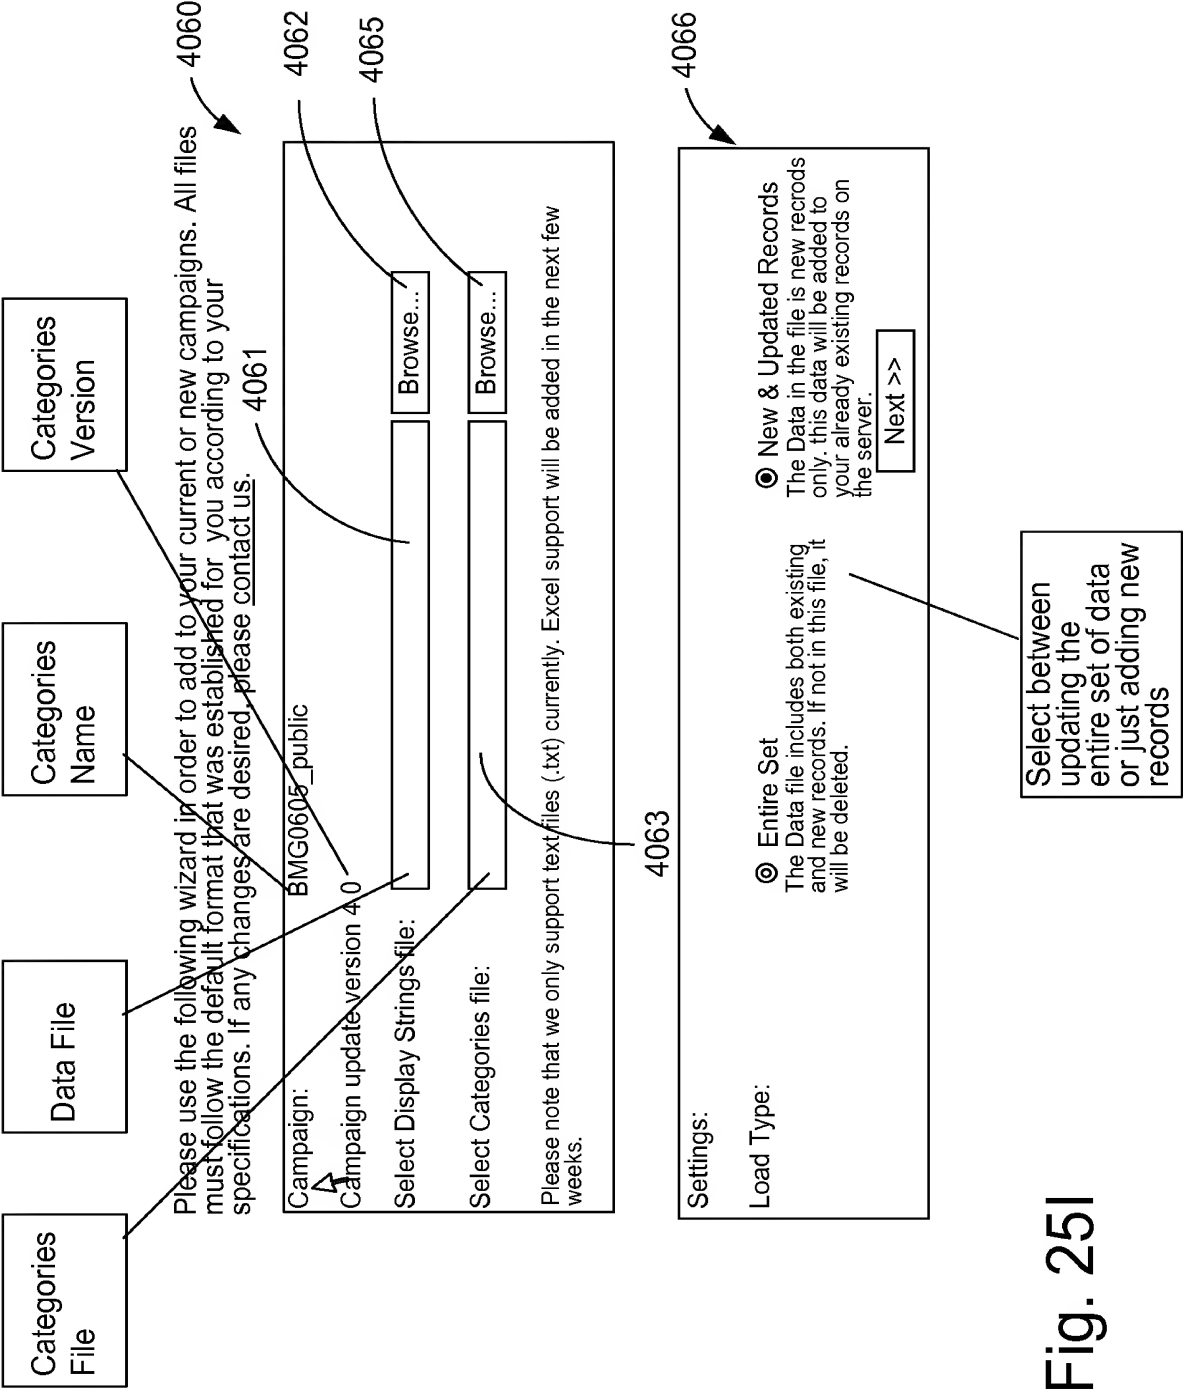 Categories
File
Data File
Categories
Name
Categories
Version
Please use the following wizard in order to add to your current or new campaigns. All files
must follow the default format that was established for you according to your
specifications. If any changes are desired, please contact us.
4060
4061
4062
4065
Campaign: BMG0605_public
Campaign update version 4.0
Select Display Strings file: Browse...
Select Categories file: Browse...
Please note that we only support text files (.txt) currently. Excel support will be added in the next few
weeks.
4063
4066
Settings:
Load Type:
Entire Set
The Data file includes both existing
and new records. If not in this file, it
will be deleted.
New & Updated Records
The Data in the file is new recrods
only. this data will be added to
your already existing records on
the server.
Next >>
Select between
updating the
entire set of data
or just adding new
records
Fig. 25I